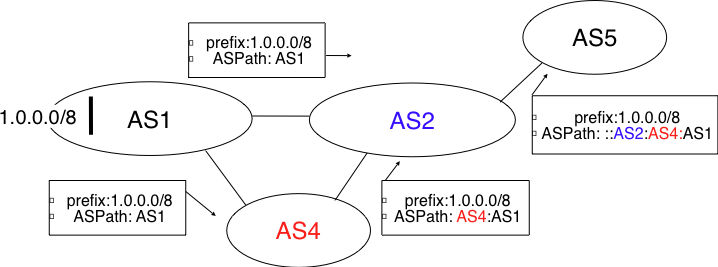 prefix:1.0.0.0/8
ASPath: AS1
AS5
1.0.0.0/8
AS1
AS2
prefix:1.0.0.0/8
ASPath: ::AS2:AS4:AS1
prefix:1.0.0.0/8
ASPath: AS1
AS4
prefix:1.0.0.0/8
ASPath: AS4:AS1